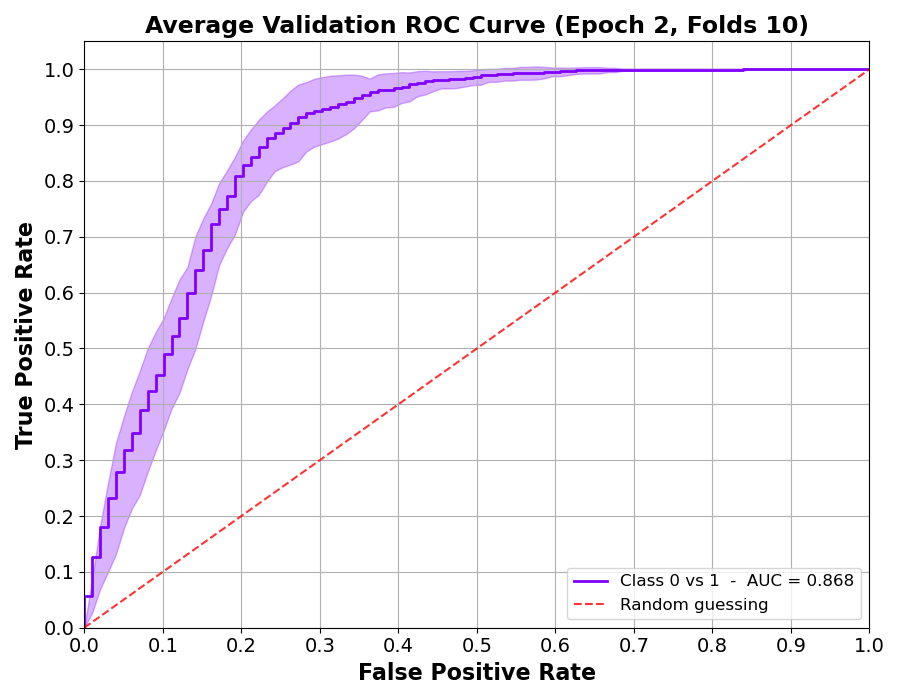 Average Validation ROC Curve (Epoch 2, Folds 10)
True Positive Rate
1.0
0.9
0.8
0.7
0.6
0.5
0.4
0.3
0.2
0.1
0.0
Class 0 vs 1 - AUC = 0.868
Random guessing
0.0 0.1 0.2 0.3 0.4 0.5 0.6 0.7 0.8 0.9 1.0
False Positive Rate